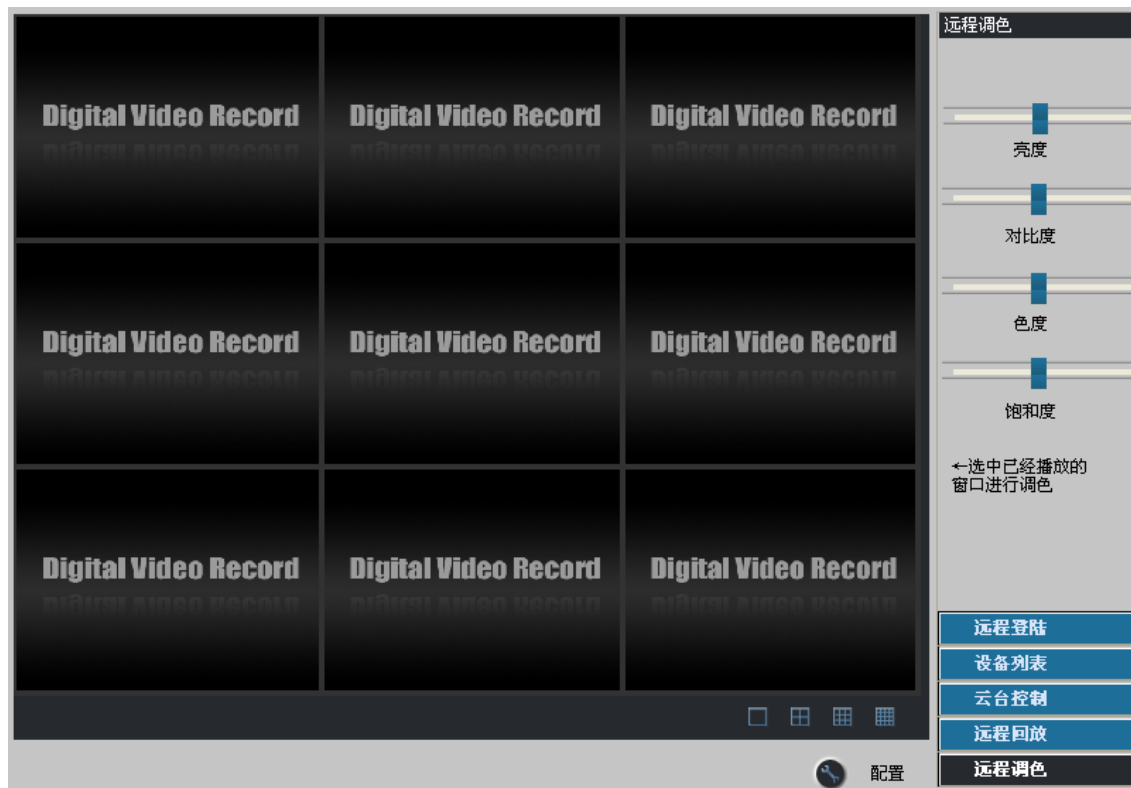 远程调色
Digital Video Record Digital Video Record Digital Video Record
亮度
对比度
Digital Video Record Digital Video Record Digital Video Record
色度
饱和度
←选中已经播放的
窗口进行调色
Digital Video Record Digital Video Record Digital Video Record
远程登陆
设备列表
云台控制
远程回放
远程调色
配置